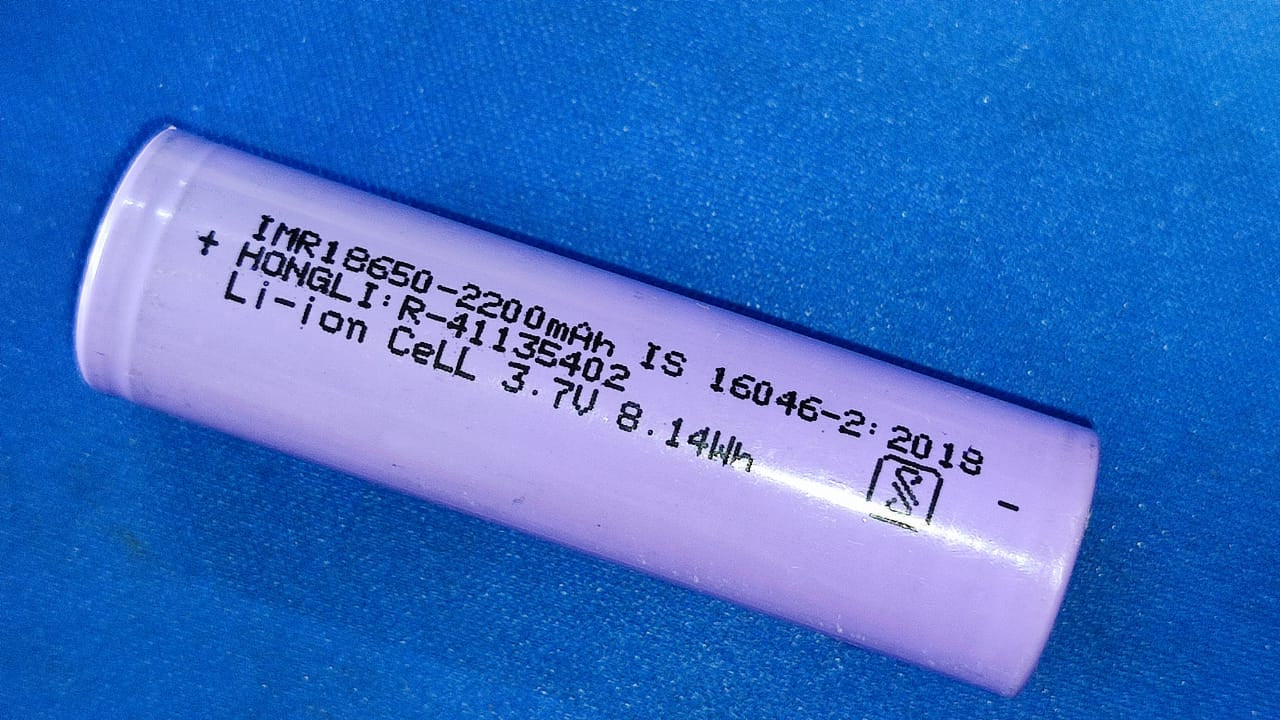 IMR18650-2200mAh IS 16046-2:2018
+ HONGLI:R-41135402
Li-ion CeLL 3.7V 8.14Wh
-